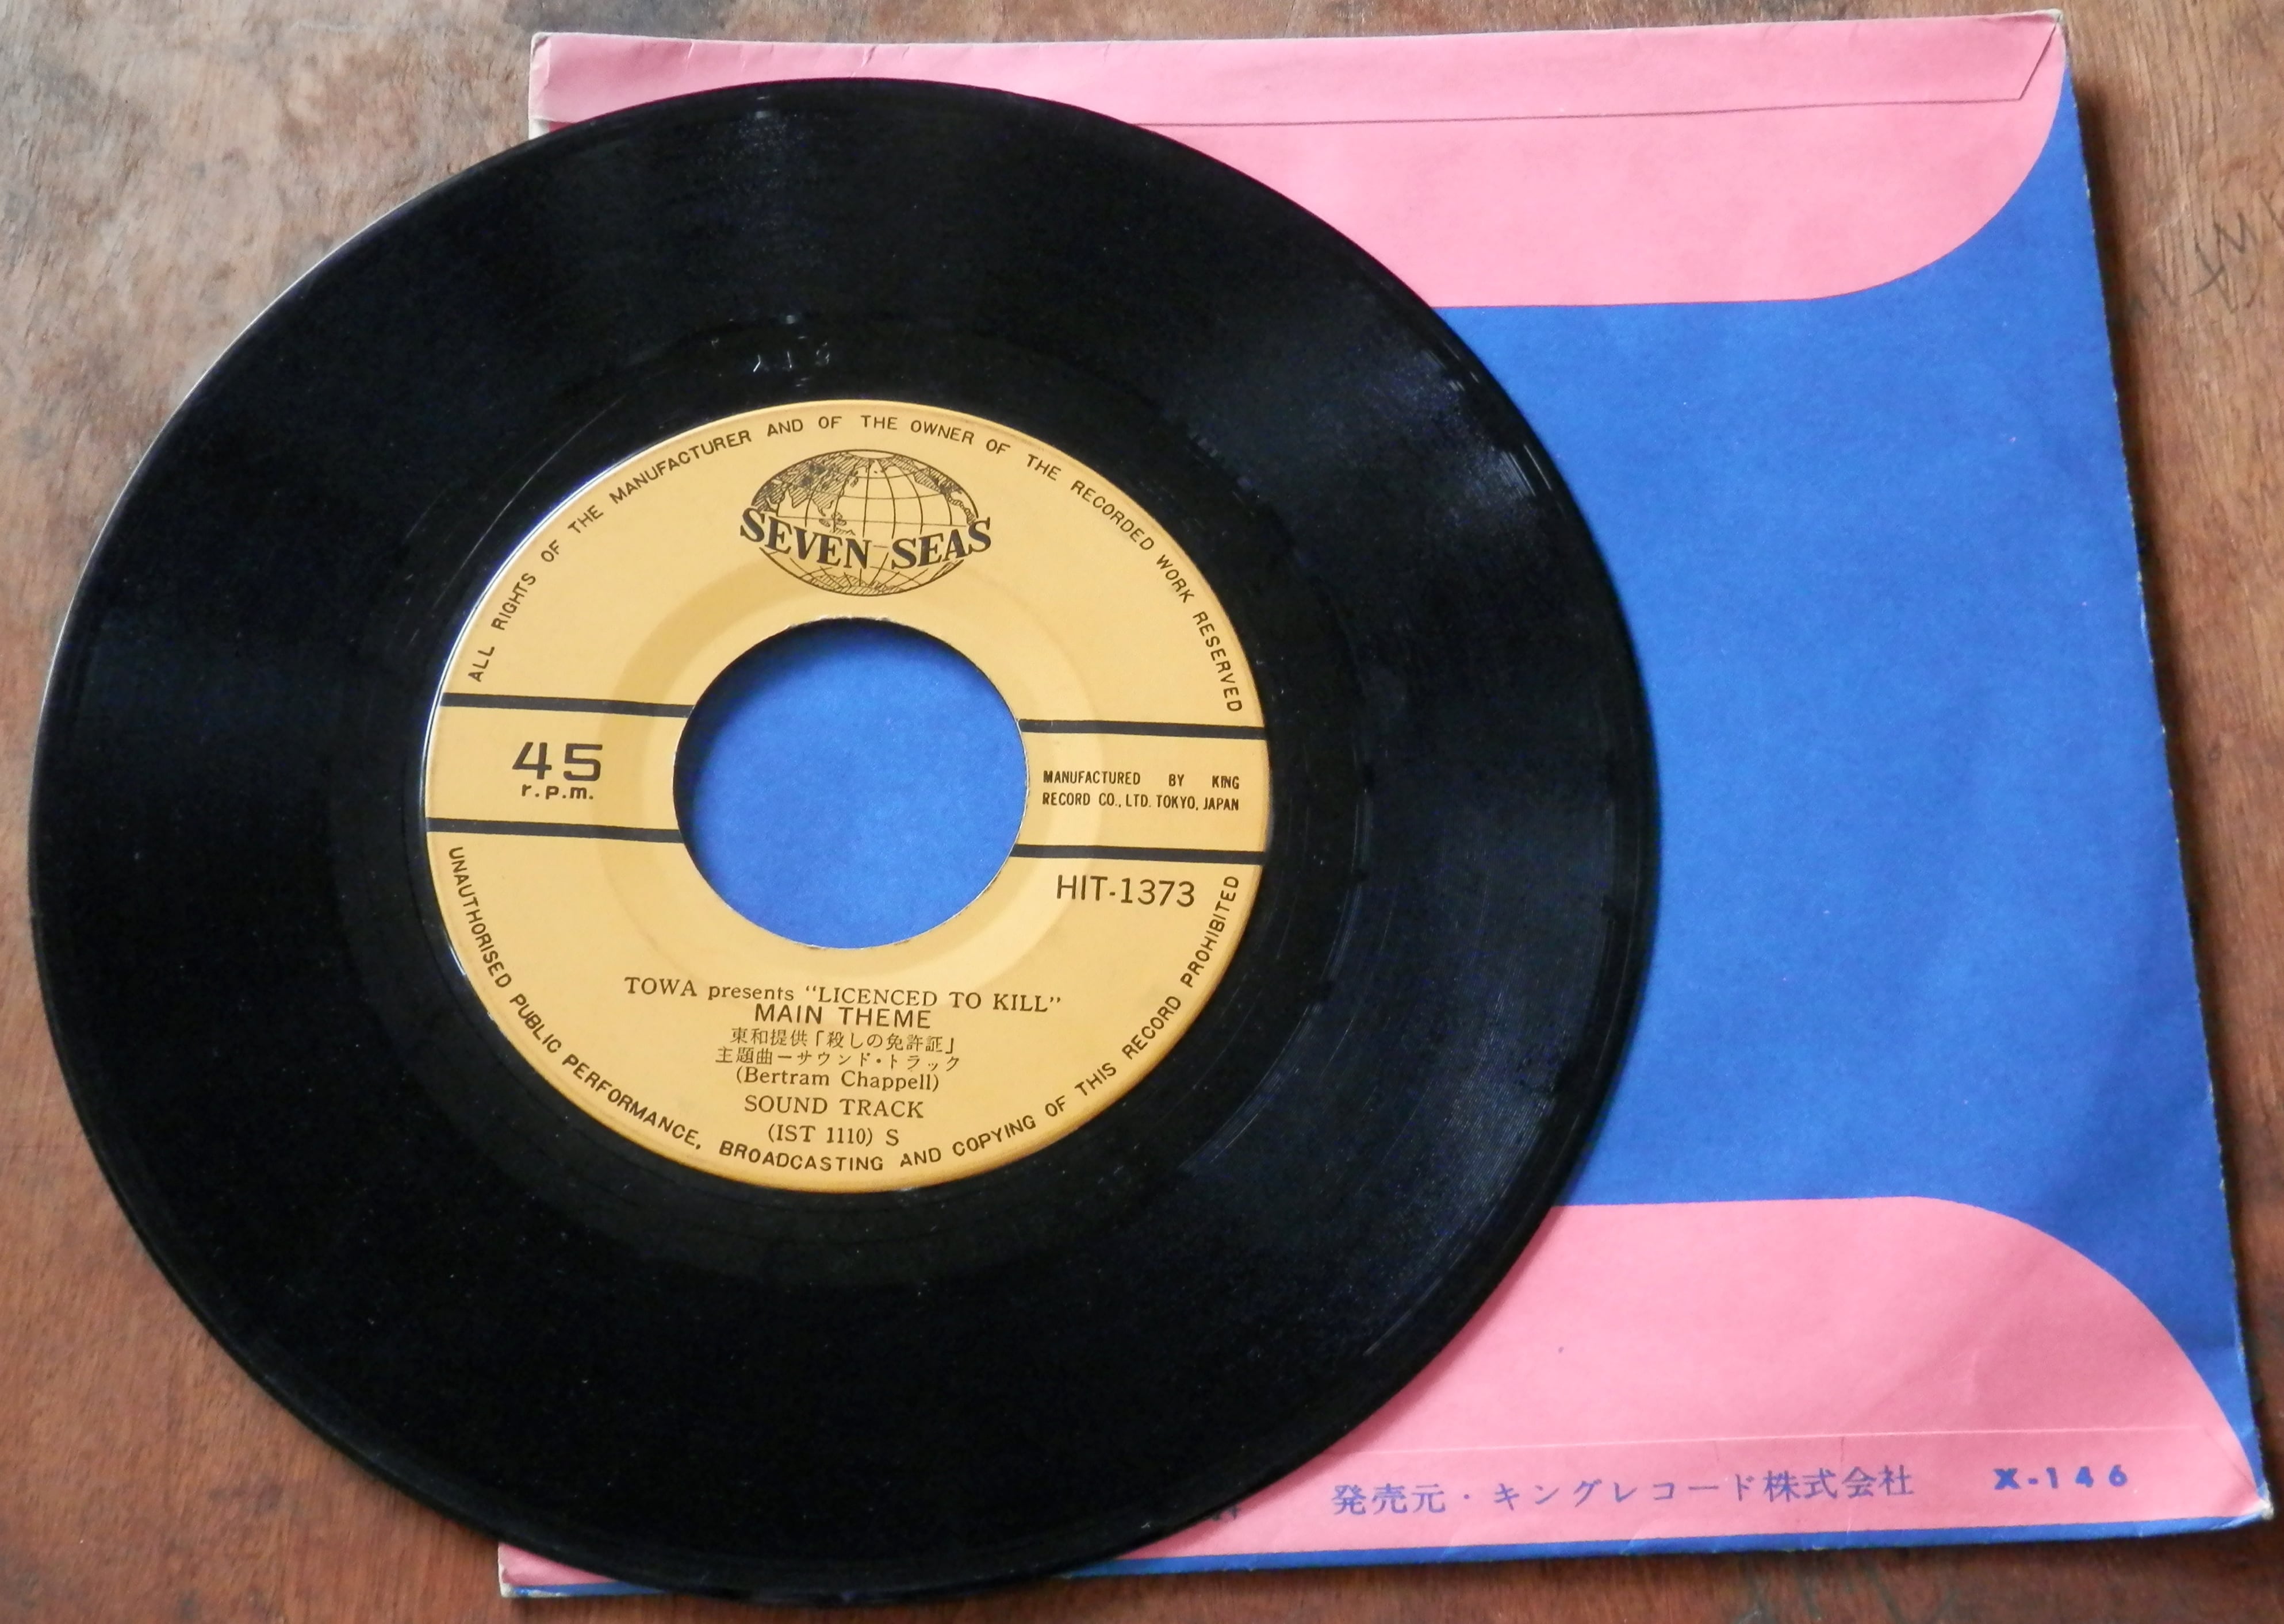 ALL RIGHTS OF THE MANUFACTURER AND OF THE OWNER OF THE RECORDED WORK RESERVED
SEVEN SEAS
45
r.p.m.
MANUFACTURED BY KING
RECORD CO., LTD. TOKYO, JAPAN
HIT-1373
TOWA presents "LICENCED TO KILL"
MAIN THEME
東和提供「殺しの免許証」
主題曲ーサウンド・トラック
(Bertram Chappell)
SOUND TRACK
(IST 1110) S
UNAUTHORISED PUBLIC PERFORMANCE, BROADCASTING AND COPYING OF THIS RECORD PROHIBITED
発売元・キングレコード株式会社 X-146